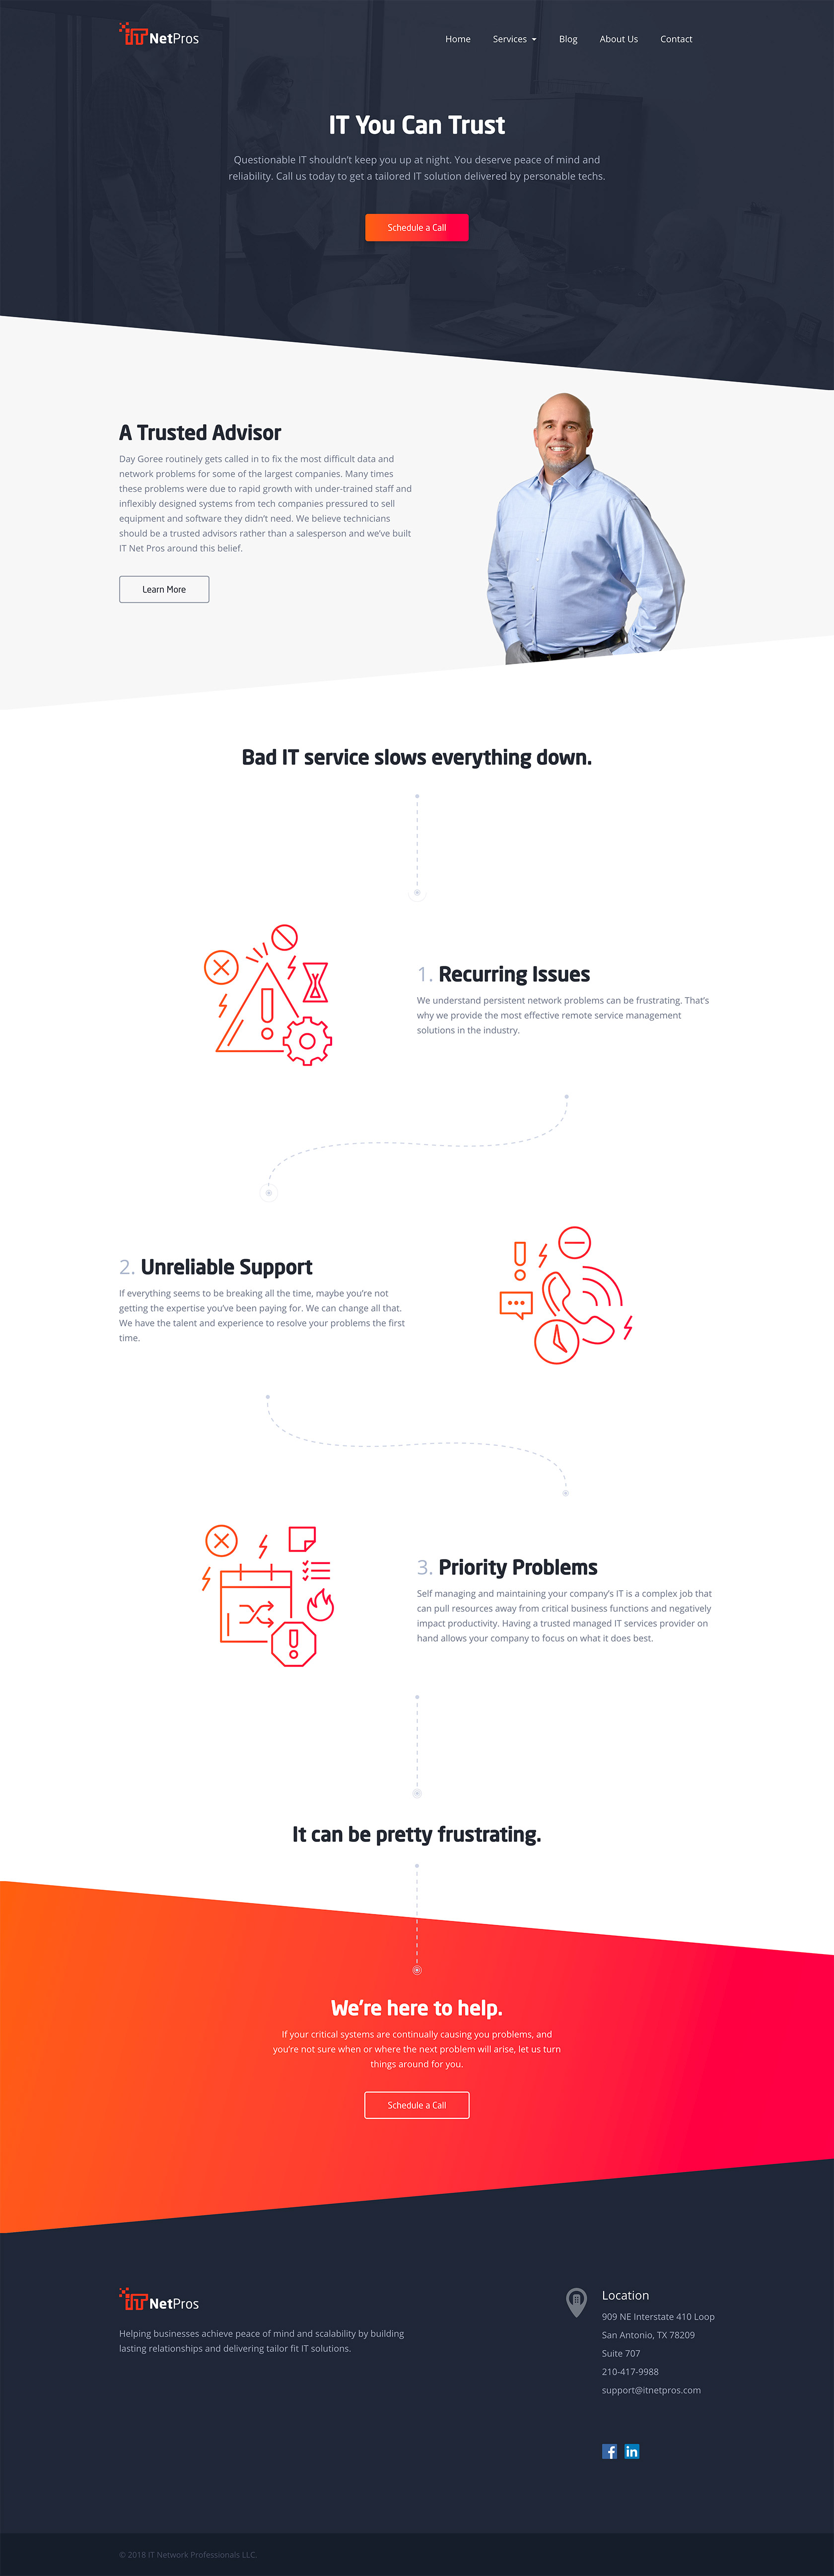 iT NetPros
Home Services Blog About Us Contact
IT You Can Trust
Questionable IT shouldn't keep you up at night. You deserve peace of mind and
reliability. Call us today to get a tailored IT solution delivered by personable techs.
Schedule a Call
A Trusted Advisor
Day Goree routinely gets called in to fix the most difficult data and
network problems for some of the largest companies. Many times
these problems were due to rapid growth with under-trained staff and
inflexibly designed systems from tech companies pressured to sell
equipment and software they didn't need. We believe technicians
should be a trusted advisors rather than a salesperson and we've built
IT Net Pros around this belief.
Learn More
Bad IT service slows everything down.
1. Recurring Issues
We understand persistent network problems can be frustrating. That's
why we provide the most effective remote service management
solutions in the industry.
2. Unreliable Support
If everything seems to be breaking all the time, maybe you're not
getting the expertise you've been paying for. We can change all that.
We have the talent and experience to resolve your problems the first
time.
3. Priority Problems
Self managing and maintaining your company's IT is a complex job that
can pull resources away from critical business functions and negatively
impact productivity. Having a trusted managed IT services provider on
hand allows your company to focus on what it does best.
It can be pretty frustrating.
We're here to help.
If your critical systems are continually causing you problems, and
you're not sure when or where the next problem will arise, let us turn
things around for you.
Schedule a Call
iT NetPros
Helping businesses achieve peace of mind and scalability by building
lasting relationships and delivering tailor fit IT solutions.
Location
909 NE Interstate 410 Loop
San Antonio, TX 78209
Suite 707
210-417-9988
support@itnetpros.com
f in
© 2018 IT Network Professionals LLC.